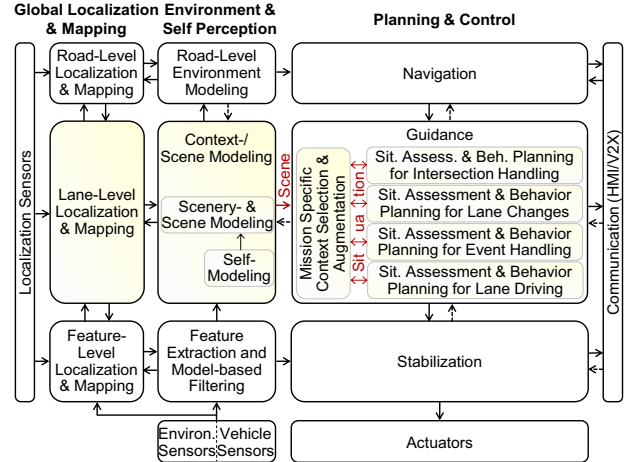 Global Localization
& Mapping
Environment &
Self Perception
Planning & Control
Localization Sensors
Road-Level
Localization
& Mapping
Road-Level
Environment
Modeling
Navigation
Lane-Level
Localization
& Mapping
Context-/
Scene Modeling
Scenery- &
Scene Modeling
Self-
Modeling
Scene
Guidance
Mission Specific
Context Selection &
Augmentation
Sit ua tion
Sit. Assess. & Beh. Planning
for Intersection Handling
Sit. Assessment & Behavior
Planning for Lane Changes
Sit. Assessment & Behavior
Planning for Event Handling
Sit. Assessment & Behavior
Planning for Lane Driving
Feature-
Level
Localization
& Mapping
Feature
Extraction and
Model-based
Filtering
Stabilization
Communication (HMI/V2X)
Environ.
Sensors
Vehicle
Sensors
Actuators